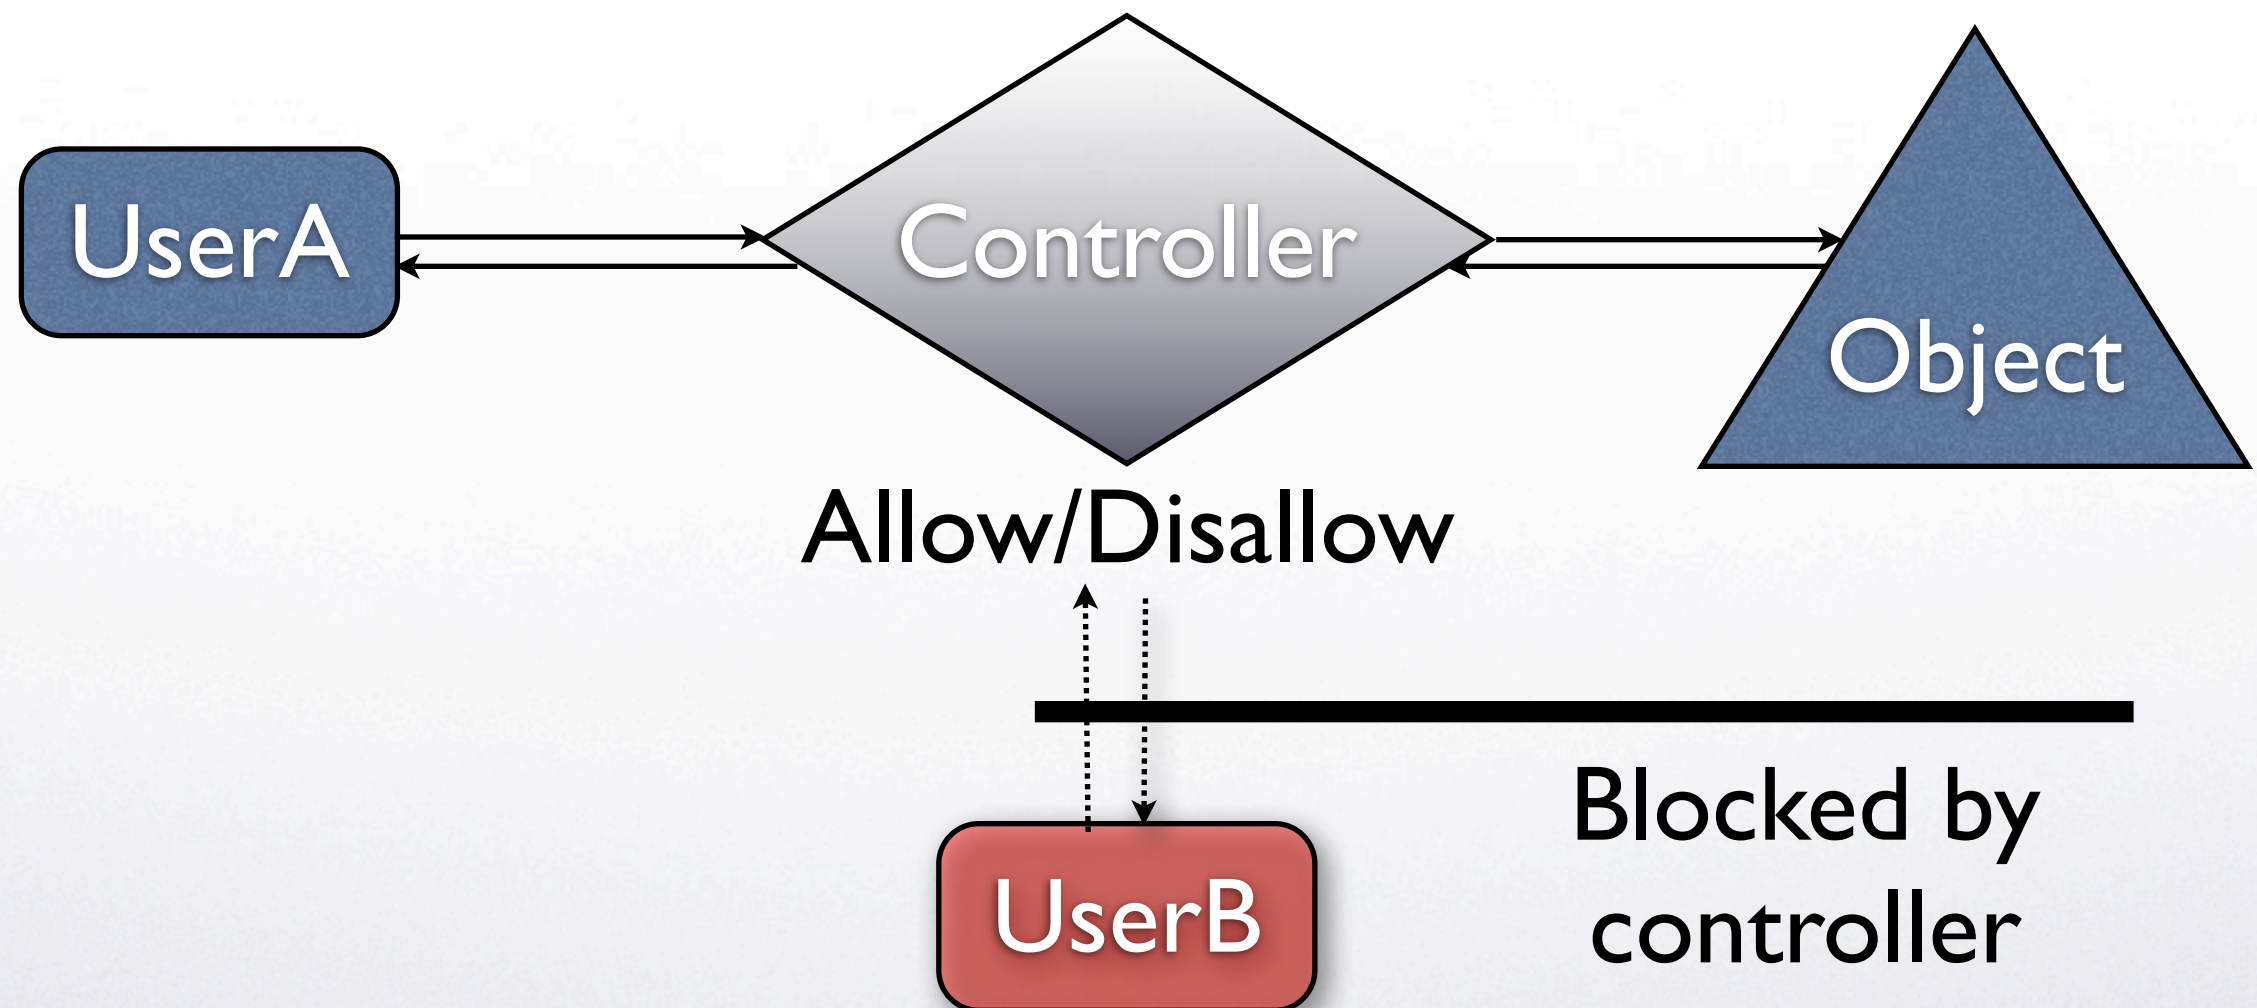 UserA
Controller
Object
Allow/Disallow
Blocked by
controller
UserB